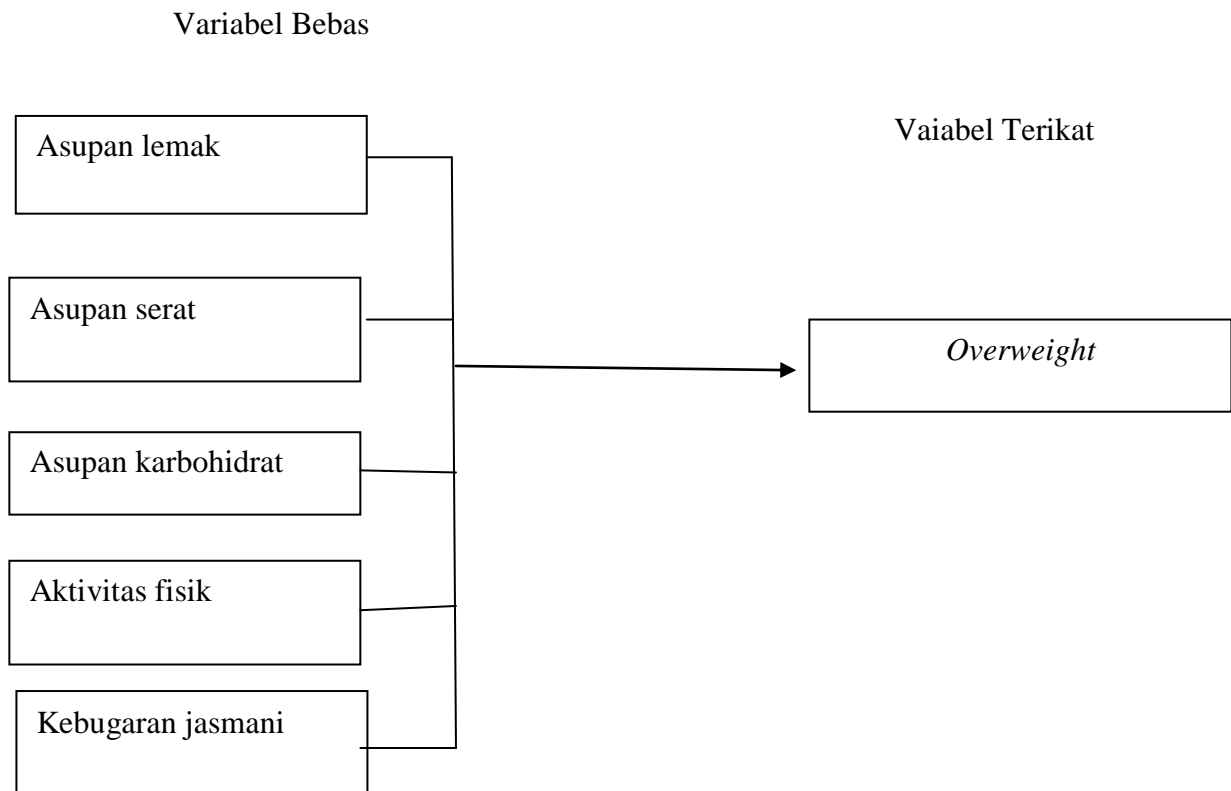 Variabel Bebas
Vaiabel Terikat
Asupan lemak
Asupan serat
Overweight
Asupan karbohidrat
Aktivitas fisik
Kebugaran jasmani